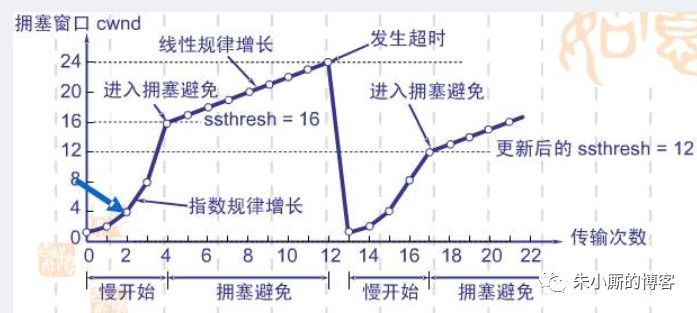 拥塞窗口 cwnd
24
20
16
12
8
4
0
线性规律增长
发生超时
进入拥塞避免
进入拥塞避免
ssthresh = 16
更新后的 ssthresh = 12
指数规律增长
0 2 4 6 8 10 12 14 16 18 20 22
传输次数
慢开始 拥塞避免 慢开始 拥塞避免
朱小厮的博客